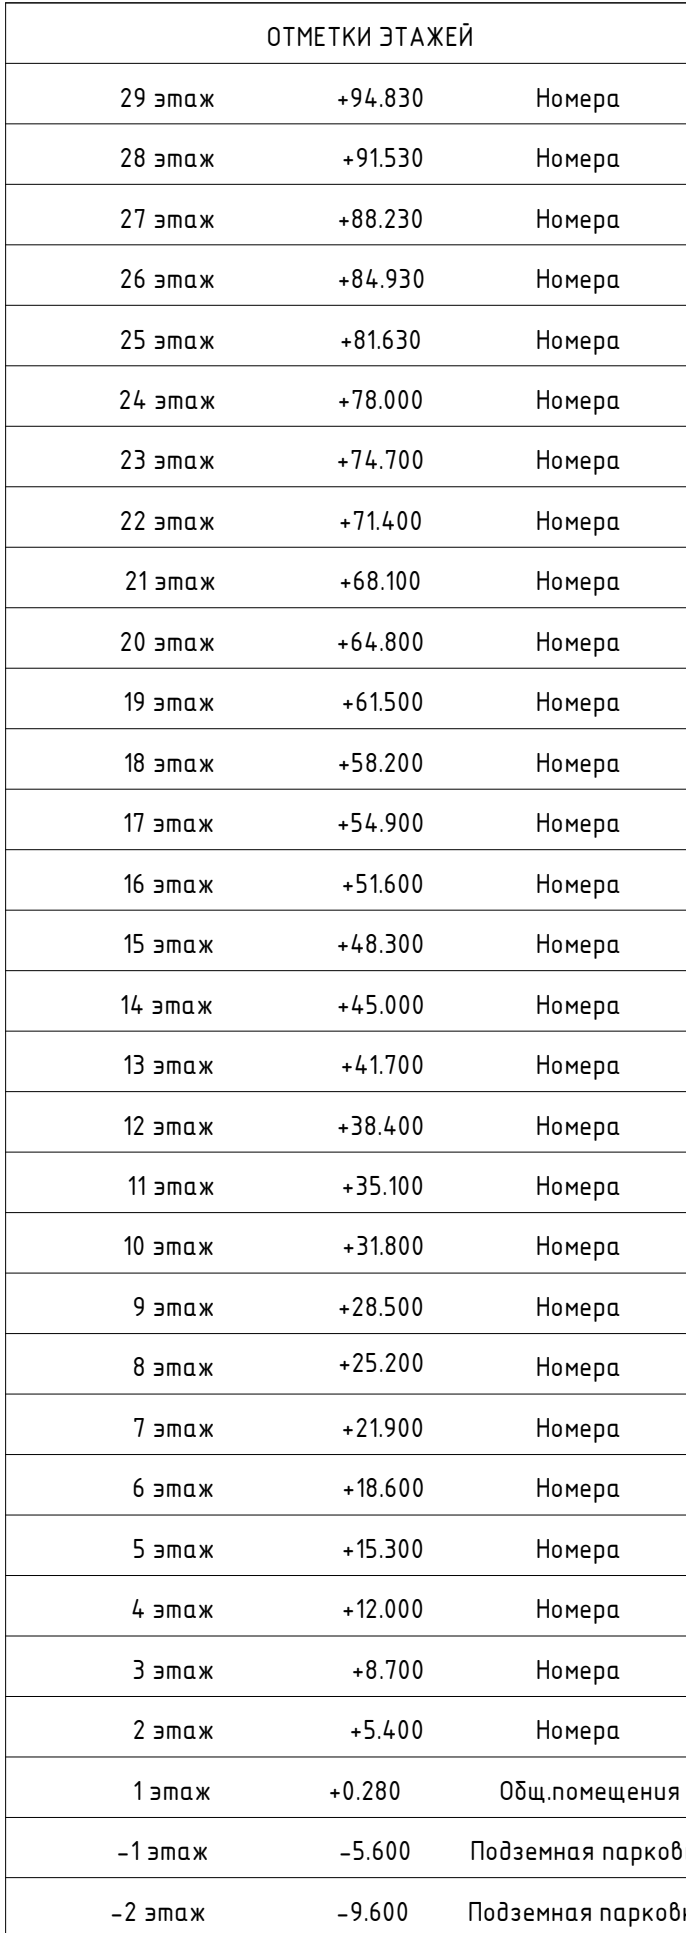 ОТМЕТКИ ЭТАЖЕЙ
29 этаж +94.830 Номера
28 этаж +91.530 Номера
27 этаж +88.230 Номера
26 этаж +84.930 Номера
25 этаж +81.630 Номера
24 этаж +78.000 Номера
23 этаж +74.700 Номера
22 этаж +71.400 Номера
21 этаж +68.100 Номера
20 этаж +64.800 Номера
19 этаж +61.500 Номера
18 этаж +58.200 Номера
17 этаж +54.900 Номера
16 этаж +51.600 Номера
15 этаж +48.300 Номера
14 этаж +45.000 Номера
13 этаж +41.700 Номера
12 этаж +38.400 Номера
11 этаж +35.100 Номера
10 этаж +31.800 Номера
9 этаж +28.500 Номера
8 этаж +25.200 Номера
7 этаж +21.900 Номера
6 этаж +18.600 Номера
5 этаж +15.300 Номера
4 этаж +12.000 Номера
3 этаж +8.700 Номера
2 этаж +5.400 Номера
1 этаж +0.280 Общ.помещения
-1 этаж -5.600 Подземная парков
-2 этаж -9.600 Подземная парковк